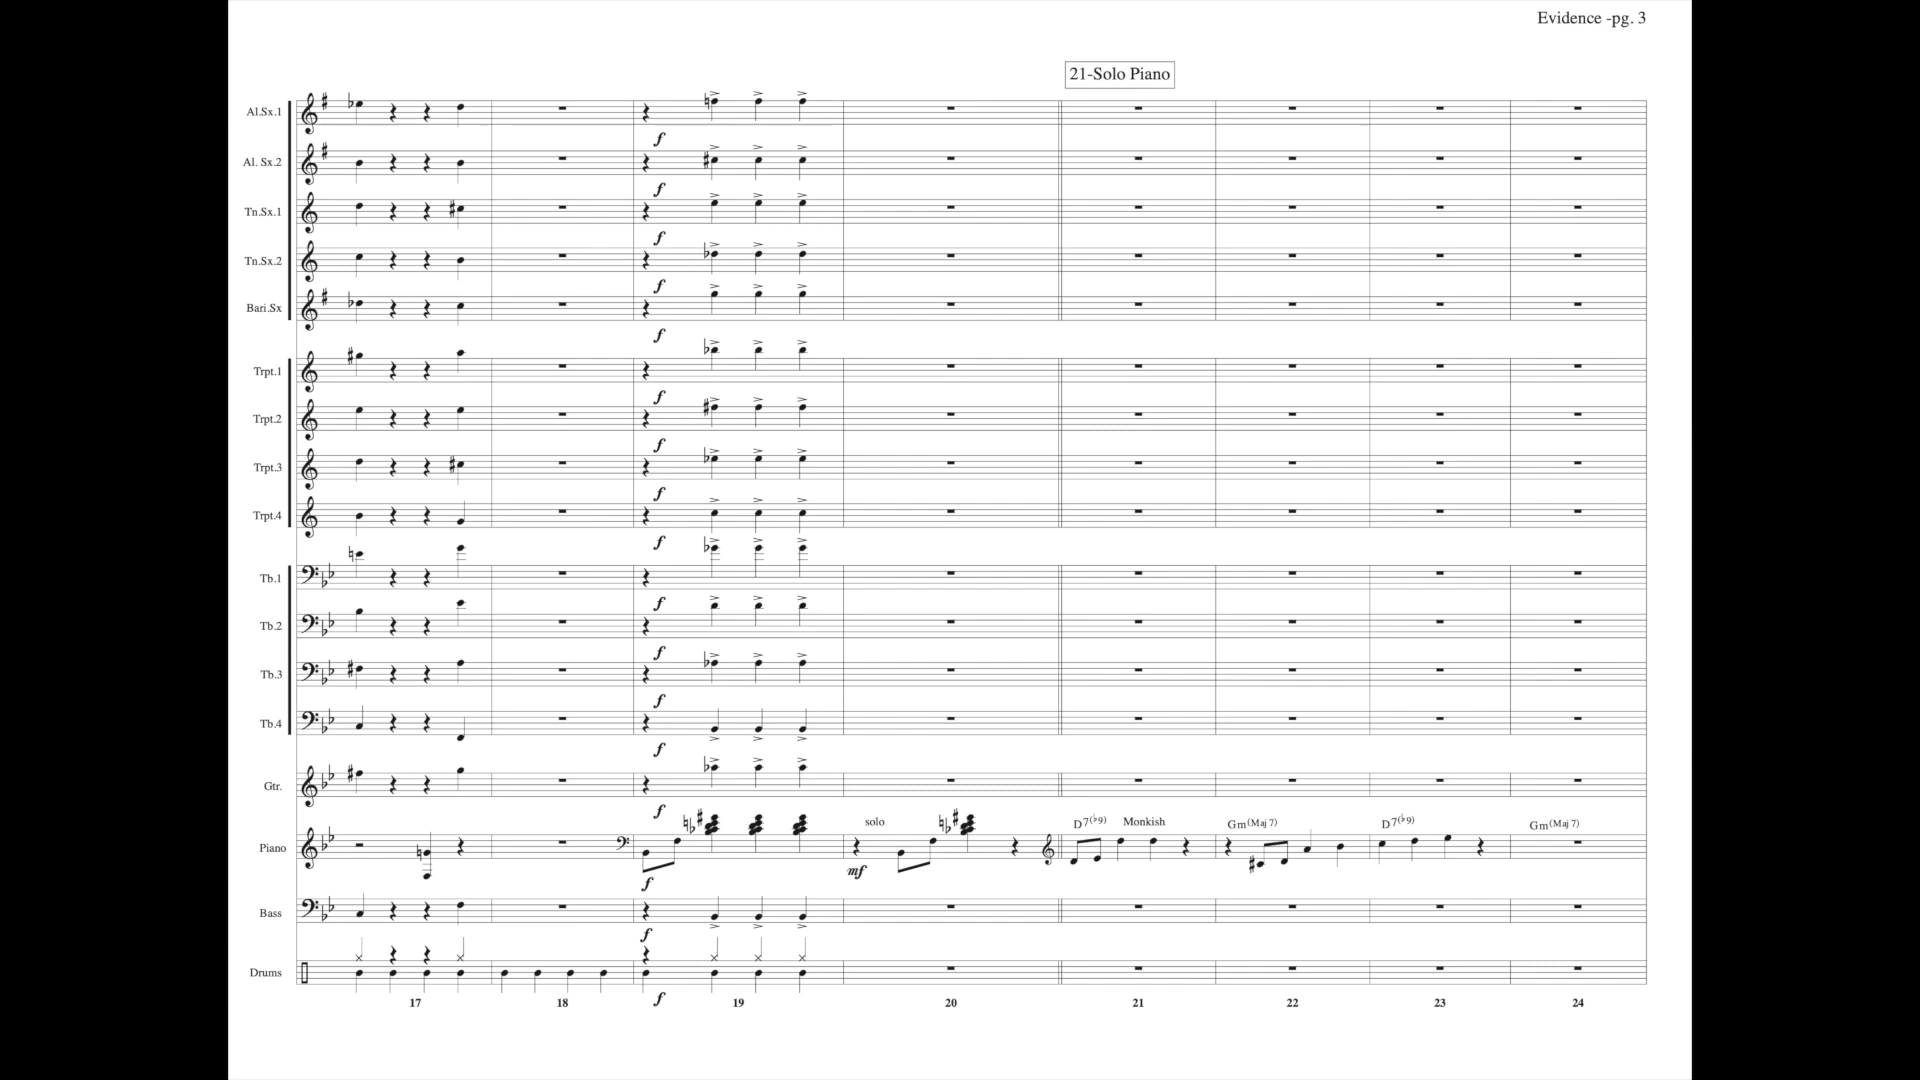 Evidence -pg. 3
21-Solo Piano
Al.Sx.1
f
Al. Sx.2
f
Tn.Sx.1
f
Tn.Sx.2
f
Bari.Sx
f
Trpt.1
f
Trpt.2
f
Trpt.3
f
Trpt.4
f
Tb.1
f
Tb.2
f
Tb.3
f
Tb.4
f
Gtr.
f
solo D7(♭9) Monkish Gm(Maj 7) D7(♭9) Gm(Maj 7)
Piano
f mf
Bass
f
Drums
f
17 18 19 20 21 22 23 24